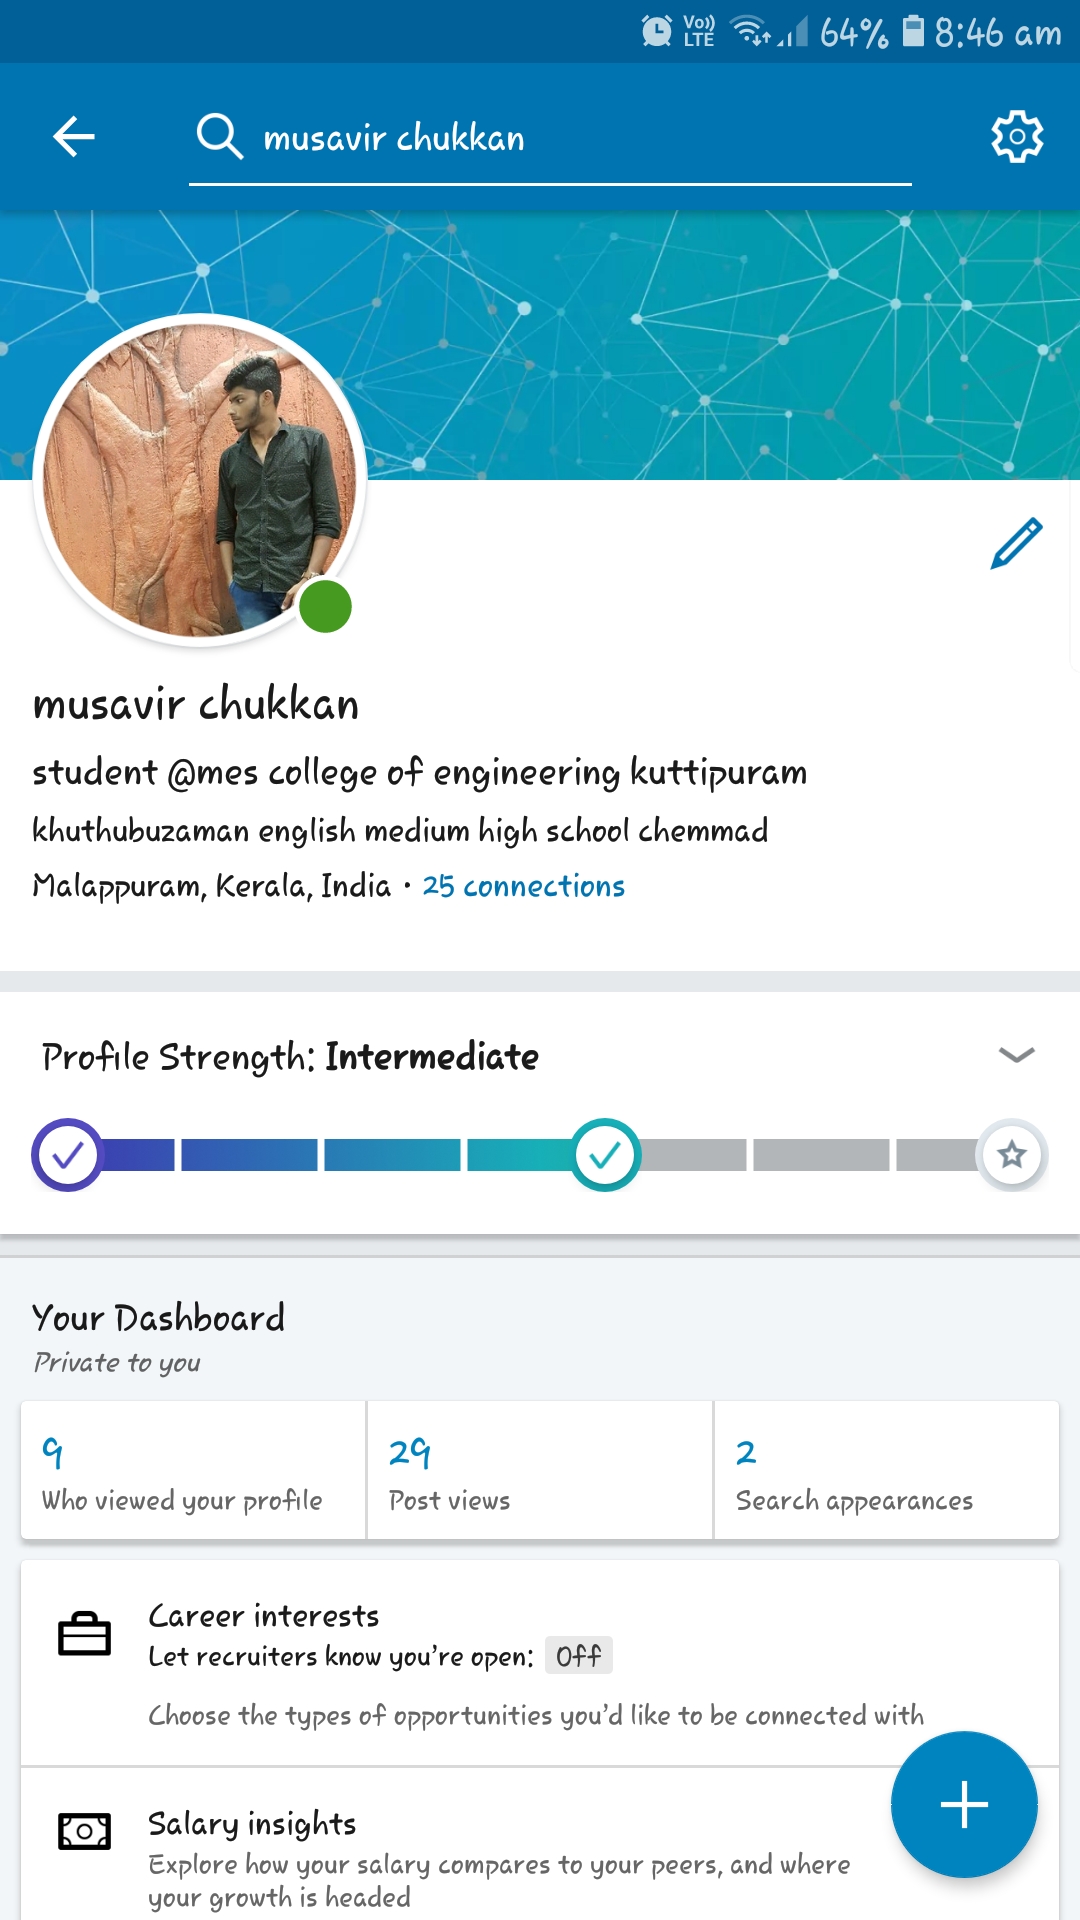 Vo)) LTE 64% 8:46 am
musavir chukkan
musavir chukkan
student @mes college of engineering kuttipuram
khuthubuzaman english medium high school chemmad
Malappuram, Kerala, India • 25 connections
Profile Strength: Intermediate
Your Dashboard
Private to you
9 29 2
Who viewed your profile Post views Search appearances
Career interests
Let recruiters know you’re open: Off
Choose the types of opportunities you’d like to be connected with
Salary insights
Explore how your salary compares to your peers, and where
your growth is headed